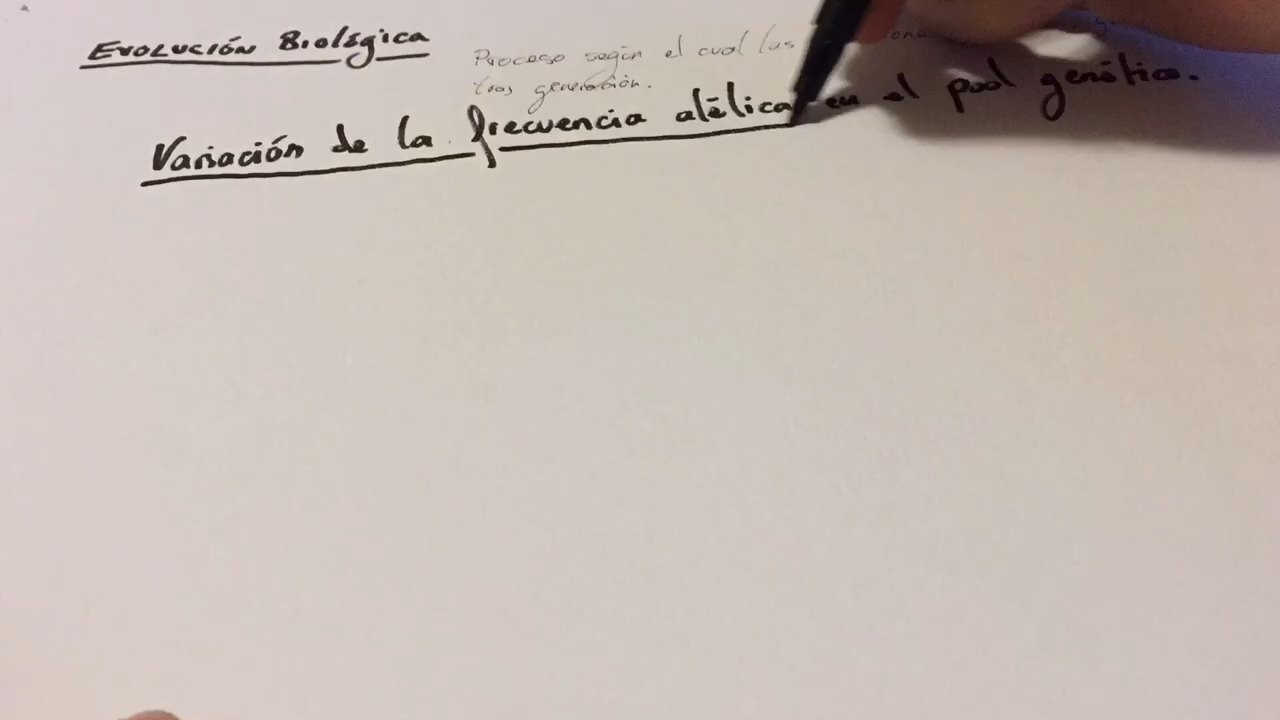 Evolución Biológica
Proceso según el cual las
tras generación.
Variación de la frecuencia alélica en el pool genético.